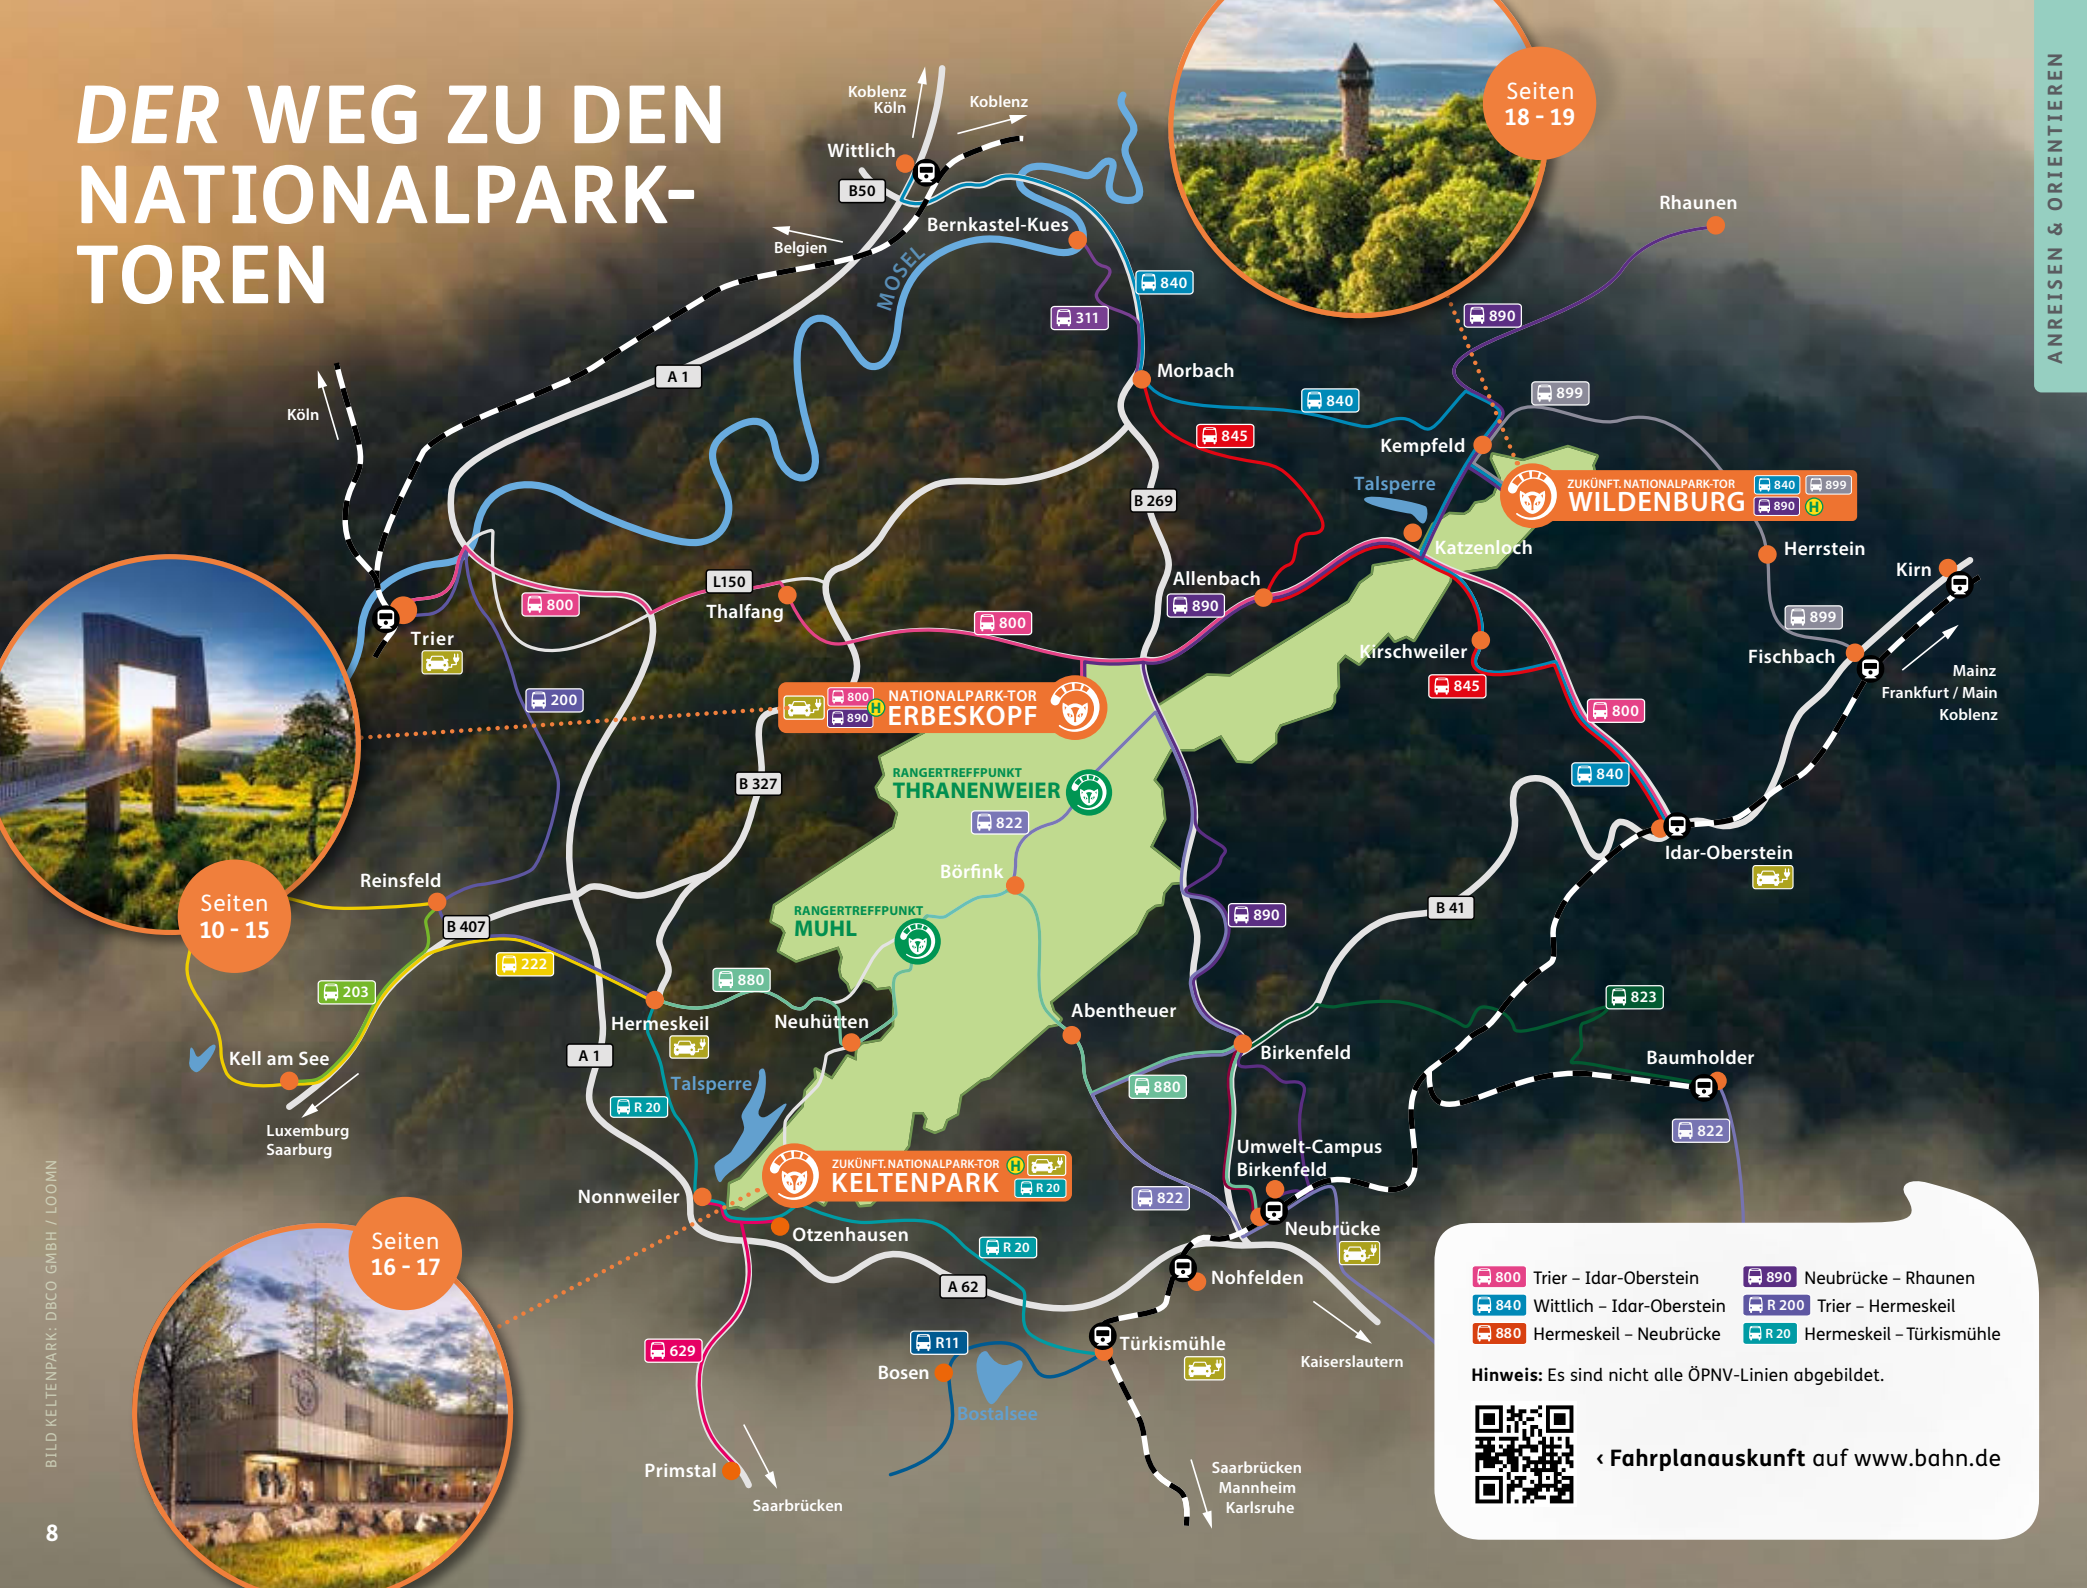 DER WEG ZU DEN
NATIONALPARK-
TOREN
ANREISEN & ORIENTIEREN
Seiten
18 - 19
Koblenz
Köln
Koblenz
Wittlich
B50
Bernkastel-Kues
Belgien
MOSEL
840
311
Rhaunen
890
A 1
Köln
Morbach
840
899
845
Kempfeld
Talsperre
B 269
ZUKÜNFT. NATIONALPARK-TOR
WILDENBURG
840
899
890
H
Katzenloch
Herrstein
Kirn
Allenbach
890
L150
Thalfang
800
800
899
Trier
Kirschweiler
Fischbach
845
Mainz
Frankfurt / Main
Koblenz
200
800
890
H
NATIONALPARK-TOR
ERBESKOPF
800
RANGERTREFFPUNKT
THRANENWEIER
B 327
840
822
Idar-Oberstein
Börfink
Reinsfeld
Seiten
10 - 15
B 407
RANGERTREFFPUNKT
MUHL
890
B 41
222
880
203
823
Hermeskeil
Neuhütten
Abentheuer
Kell am See
A 1
Birkenfeld
Baumholder
Talsperre
880
R 20
822
Luxemburg
Saarburg
Umwelt-Campus
Birkenfeld
ZUKÜNFT. NATIONALPARK-TOR
KELTENPARK
H
R 20
Nonnweiler
822
Neubrücke
Otzenhausen
Seiten
16 - 17
R 20
Nohfelden
A 62
629
R11
Türkismühle
Bosen
Kaiserslautern
Bostalsee
Primstal
Saarbrücken
Saarbrücken
Mannheim
Karlsruhe
800 Trier – Idar-Oberstein
840 Wittlich – Idar-Oberstein
880 Hermeskeil – Neubrücke
890 Neubrücke – Rhaunen
R 200 Trier – Hermeskeil
R 20 Hermeskeil – Türkismühle
Hinweis: Es sind nicht alle ÖPNV-Linien abgebildet.
‹ Fahrplanauskunft auf www.bahn.de
BILD KELTENPARK: DBCO GMBH / LOOMN
8